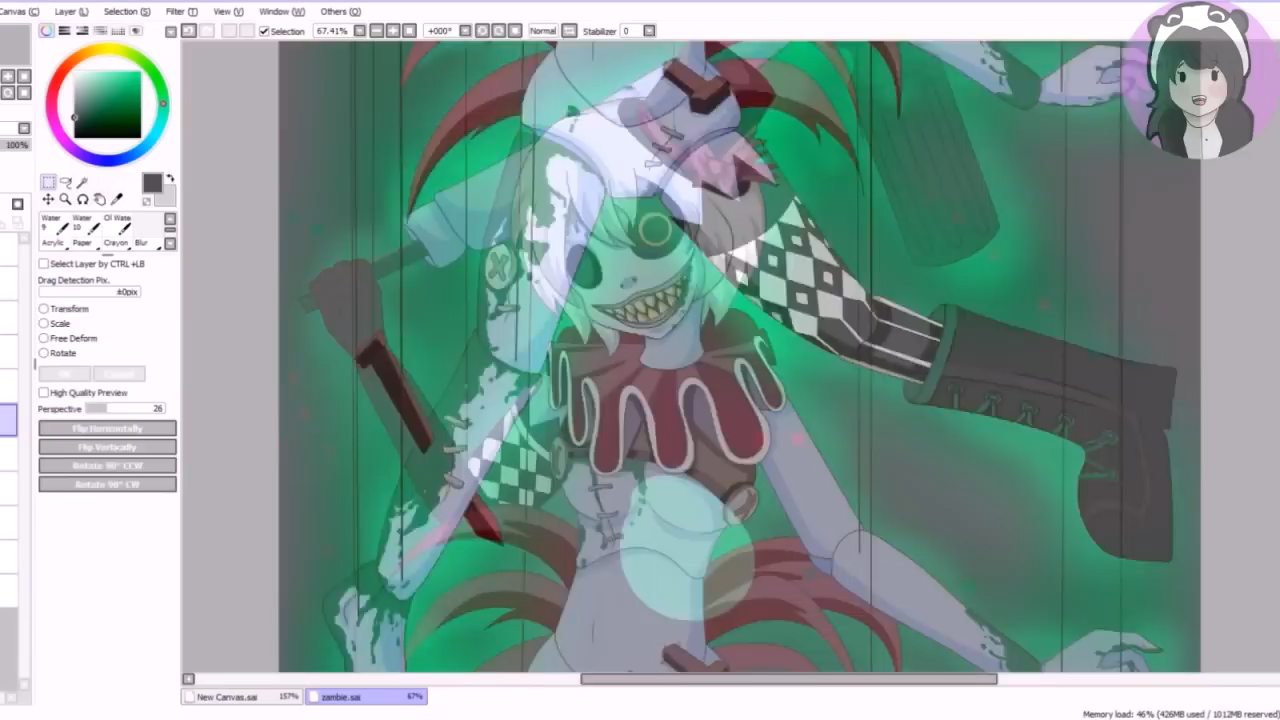 Canvas (C) Layer (L) Selection (S) Filter (T) View (V) Window (W) Others (O)
Selection 67.41% +000° Normal Stabilizer 0
100%
Water Water Oil Wate
9 10
Acrylic Paper Crayon Blur
Select Layer by CTRL+LB
Drag Detection Pix.
±0pix
Transform
Scale
Free Deform
Rotate
High Quality Preview
Perspective 26
Flip Horizontally
Flip Vertically
Rotate 90° CCW
Rotate 90° CW
New Canvas.sai 157% zambie.sai 67%
Memory load: 46% (426MB used / 1012MB reserved)